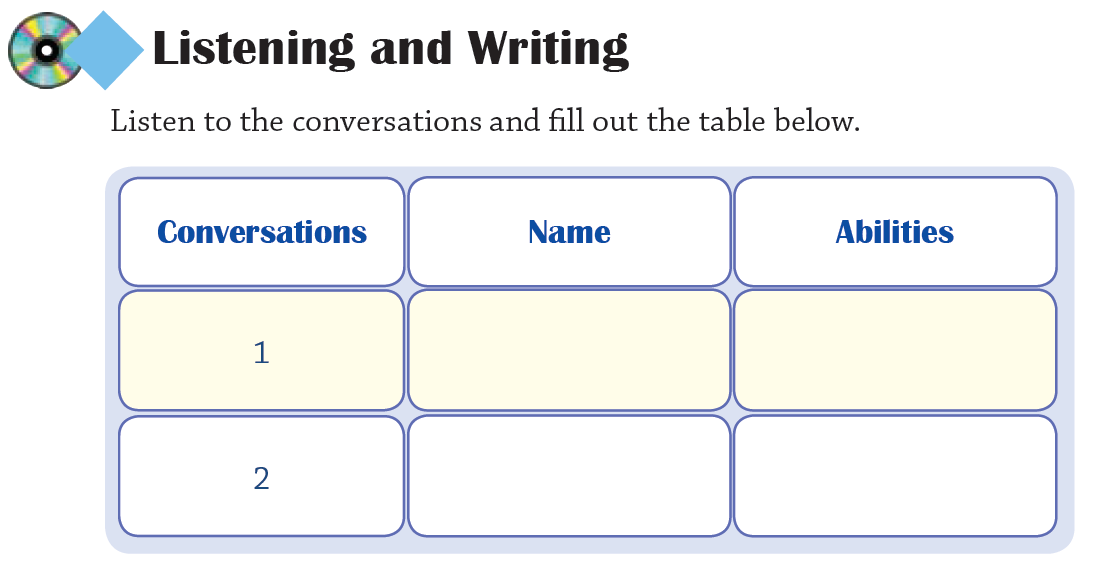 Listening and Writing
Listen to the conversations and fill out the table below.
Conversations Name Abilities
1
2